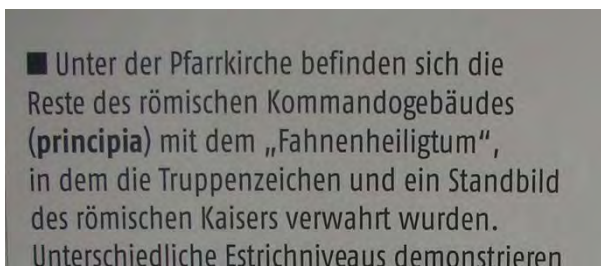 ■ Unter der Pfarrkirche befinden sich die
Reste des römischen Kommandogebäudes
(principia) mit dem „Fahnenheiligtum“,
in dem die Truppenzeichen und ein Standbild
des römischen Kaisers verwahrt wurden.
Unterschiedliche Estrichniveaus demonstrieren